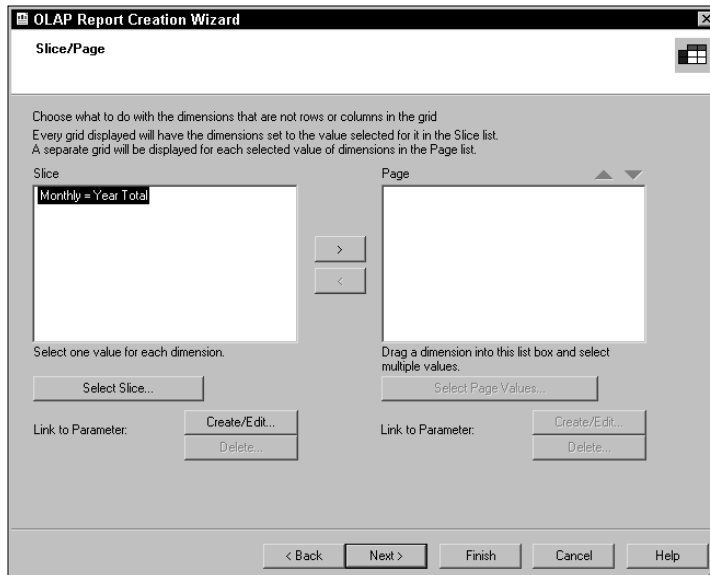 OLAP Report Creation Wizard
Slice/Page
Choose what to do with the dimensions that are not rows or columns in the grid
Every grid displayed will have the dimensions set to the value selected for it in the Slice list.
A separate grid will be displayed for each selected value of dimensions in the Page list.
Slice
Page
Monthly = Year Total
>
<
Select one value for each dimension.
Drag a dimension into this list box and select
multiple values.
Select Slice...
Select Page Values...
Link to Parameter:
Create/Edit...
Delete...
Link to Parameter:
Create/Edit...
Delete...
< Back
Next >
Finish
Cancel
Help